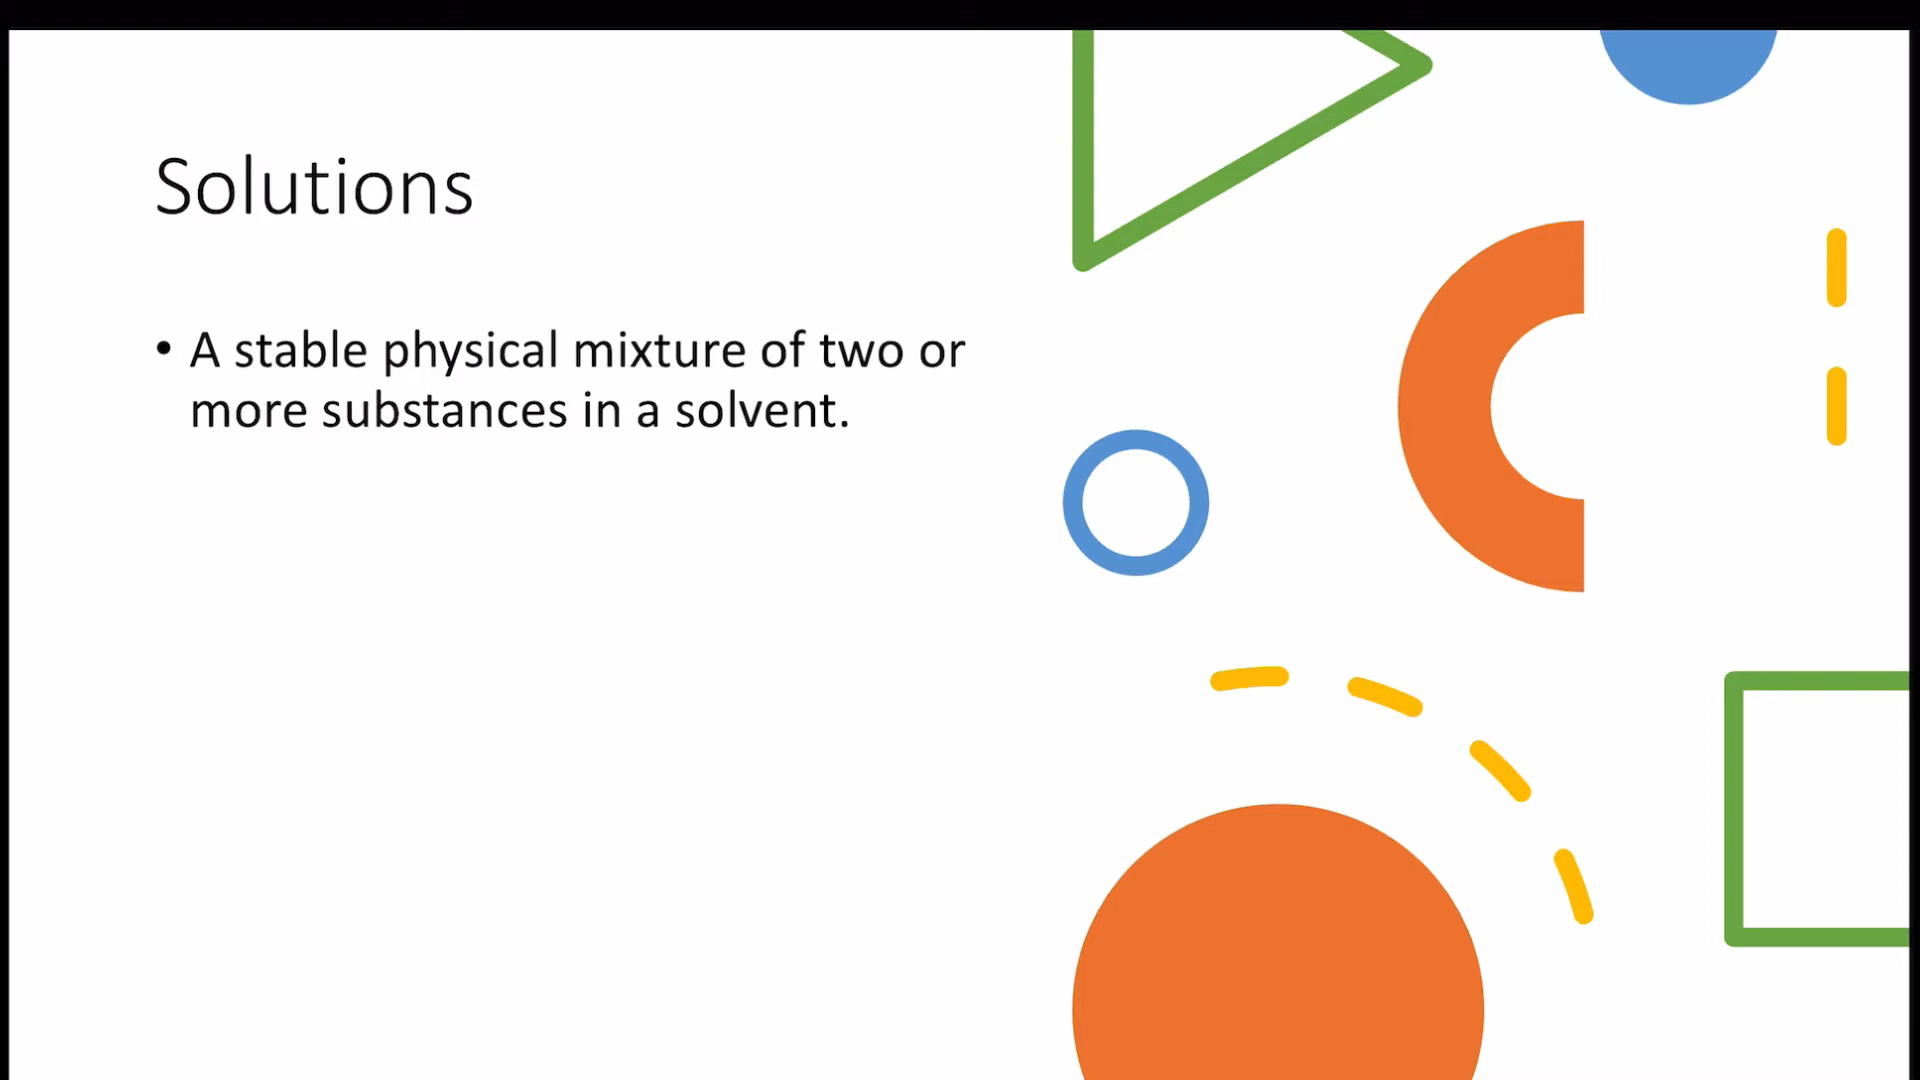 Solutions
• A stable physical mixture of two or
more substances in a solvent.